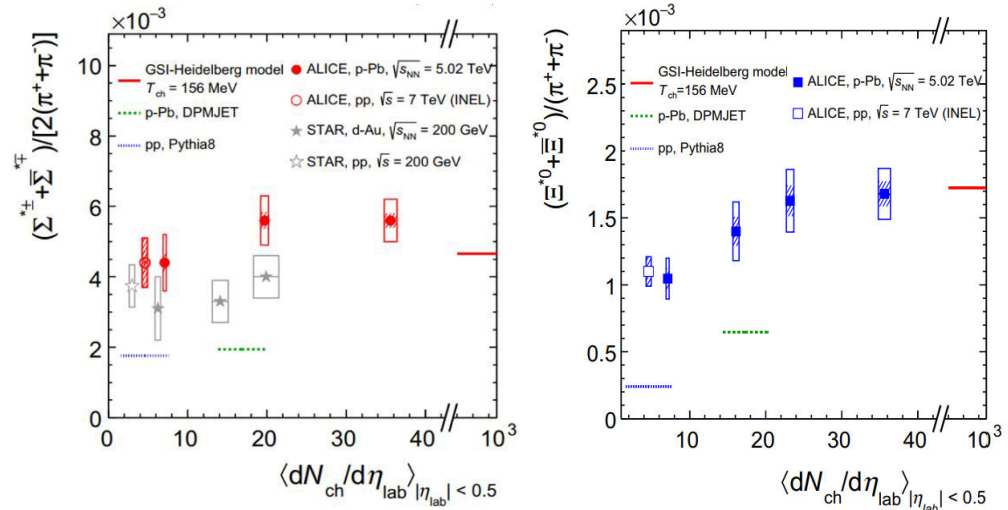 ×10⁻³
(Σ*± + Σ̅*∓)/[2(π⁺+π⁻)]
10
8
6
4
2
0
GSI-Heidelberg model
T_ch = 156 MeV
p-Pb, DPMJET
pp, Pythia8
ALICE, p-Pb, √s_NN = 5.02 TeV
ALICE, pp, √s = 7 TeV (INEL)
STAR, d-Au, √s_NN = 200 GeV
STAR, pp, √s = 200 GeV
0 20 40 10³
⟨dN_ch/dη_lab⟩_|η_lab| < 0.5
×10⁻³
(Ξ*⁰+Ξ̅*⁰)/(π⁺+π⁻)
2.5
2
1.5
1
0.5
0
GSI-Heidelberg model
T_ch=156 MeV
p-Pb, DPMJET
pp, Pythia8
ALICE, p-Pb, √s_NN = 5.02
ALICE, pp, √s = 7 TeV (INEL)
10 20 30 40 10³
⟨dN_ch/dη_lab⟩_|η_lab| < 0.5